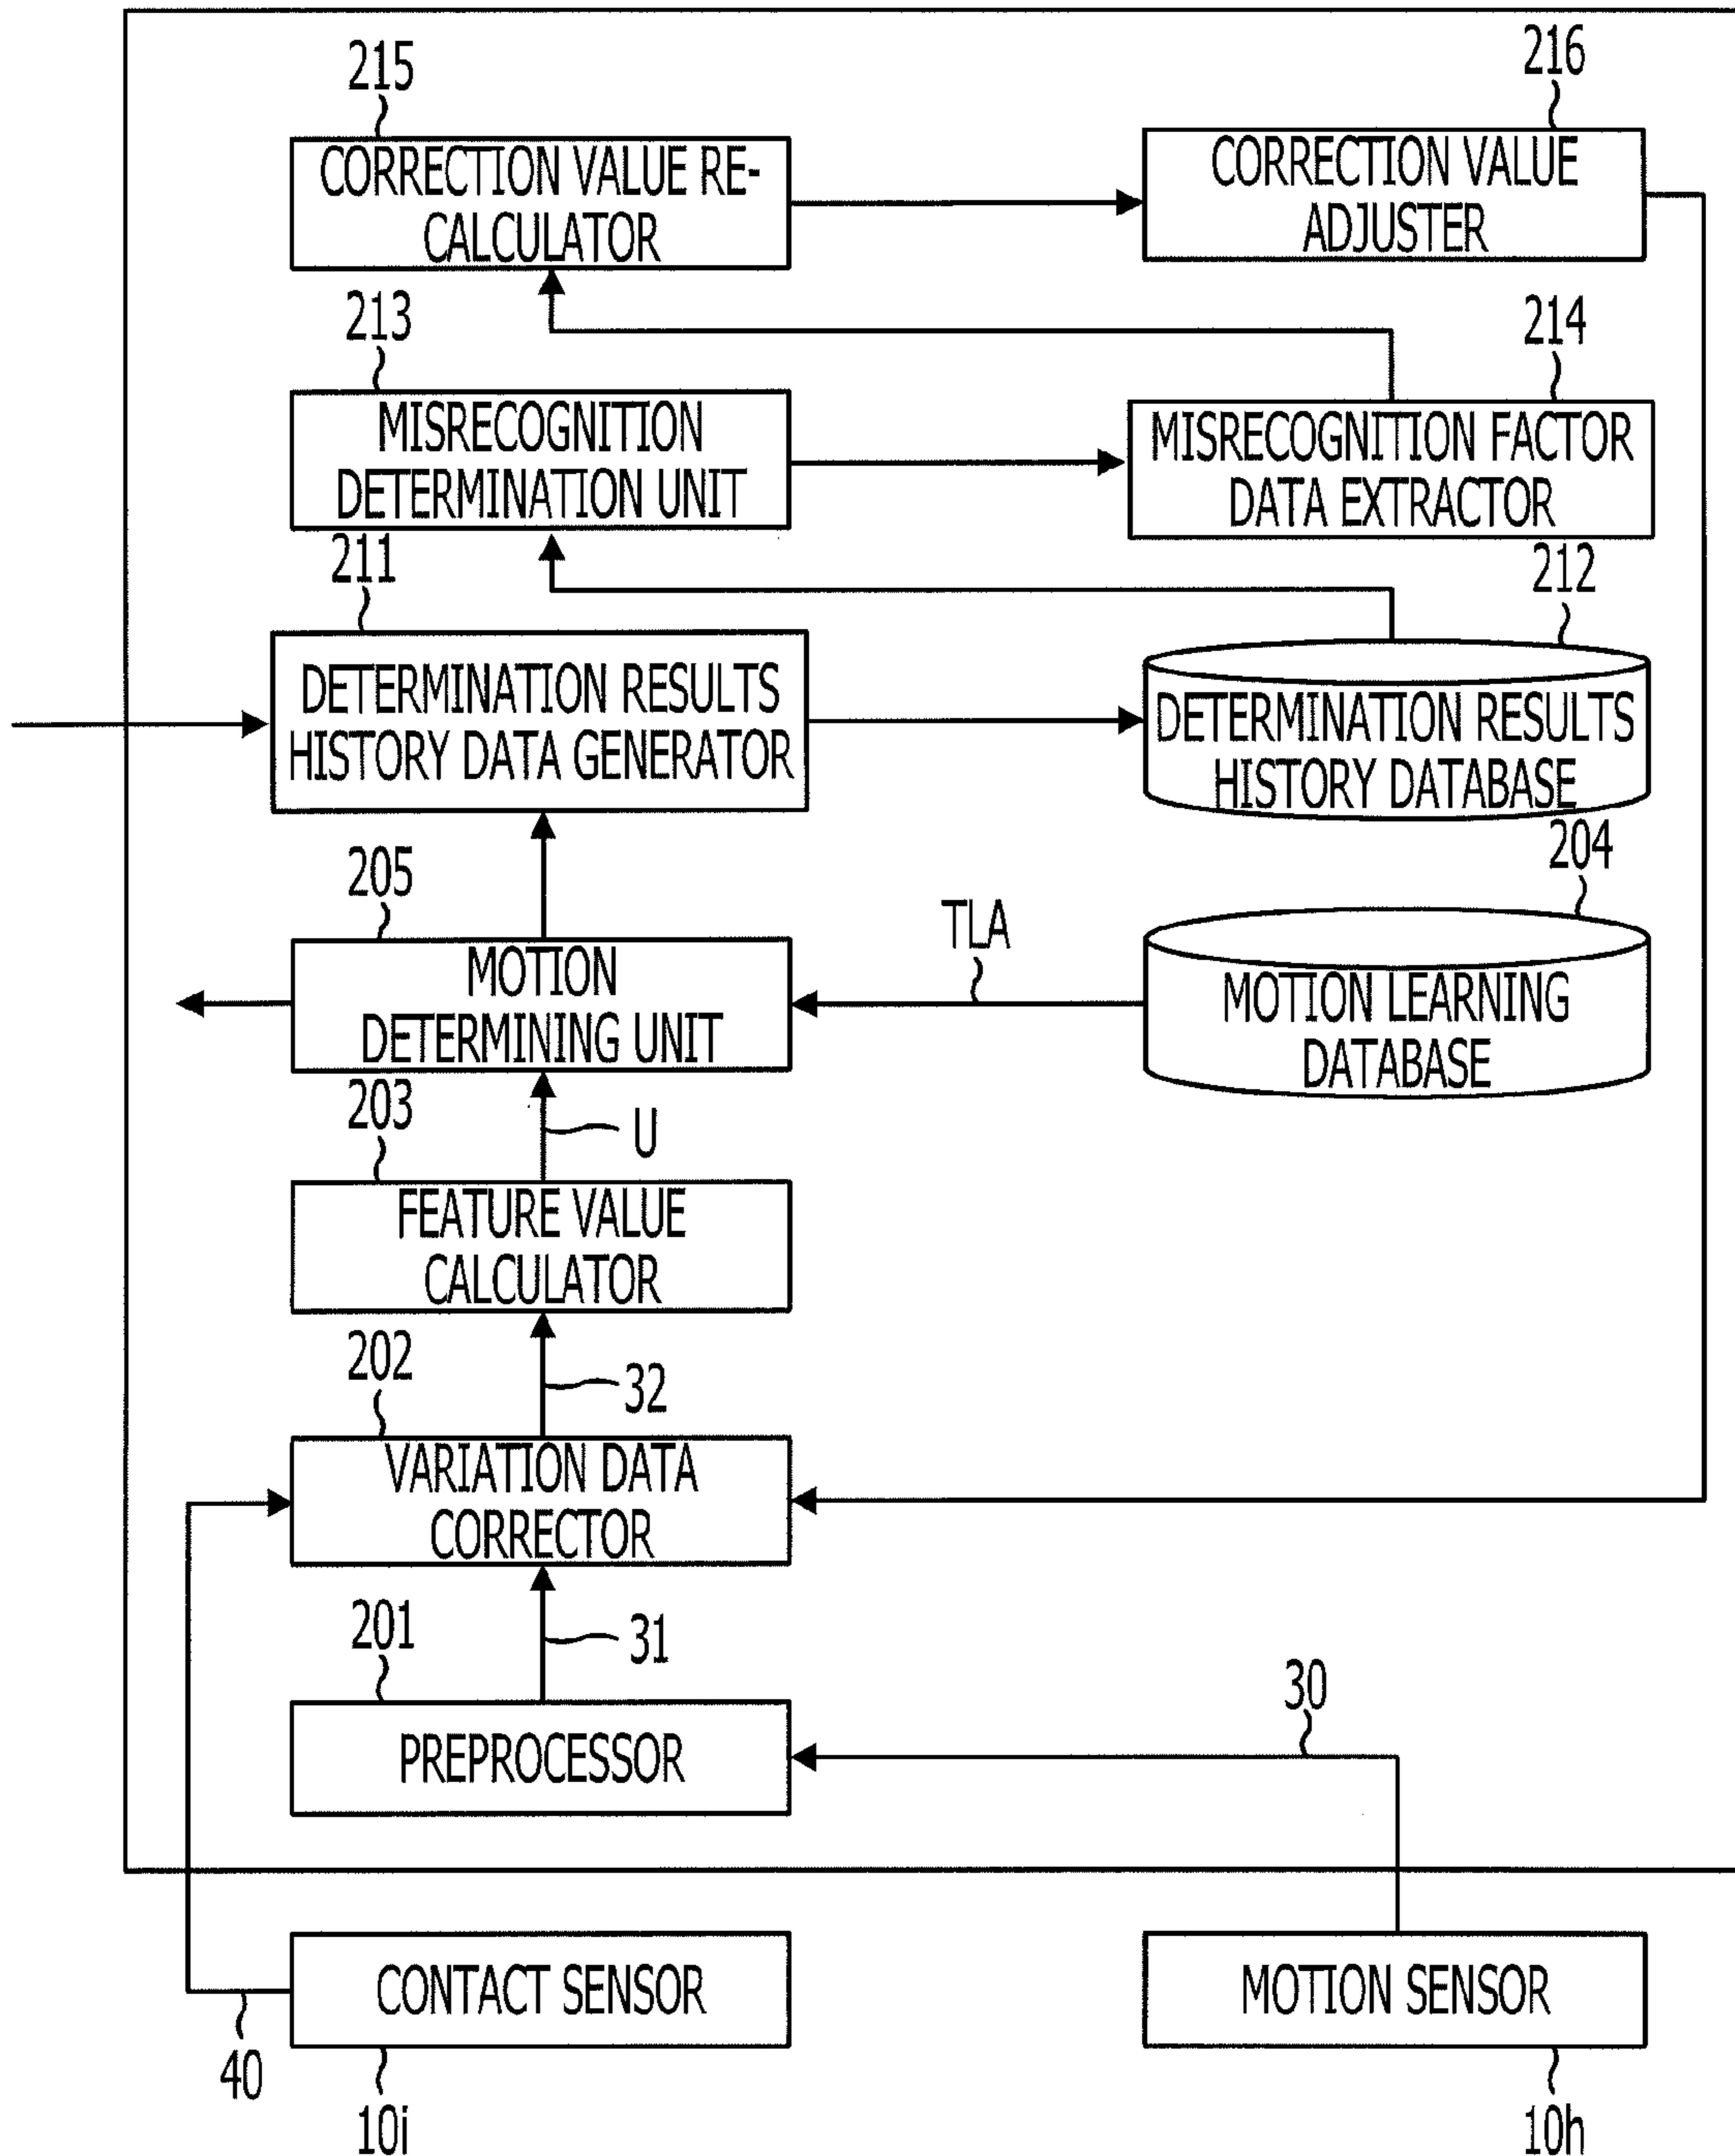 215
216
CORRECTION VALUE RE-
CALCULATOR
CORRECTION VALUE
ADJUSTER
213
214
MISRECOGNITION
DETERMINATION UNIT
MISRECOGNITION FACTOR
DATA EXTRACTOR
211
212
DETERMINATION RESULTS
HISTORY DATA GENERATOR
DETERMINATION RESULTS
HISTORY DATABASE
205
204
TLA
MOTION
DETERMINING UNIT
MOTION LEARNING
DATABASE
203
U
FEATURE VALUE
CALCULATOR
202
32
VARIATION DATA
CORRECTOR
201
31
30
PREPROCESSOR
CONTACT SENSOR
MOTION SENSOR
40
10i
10h